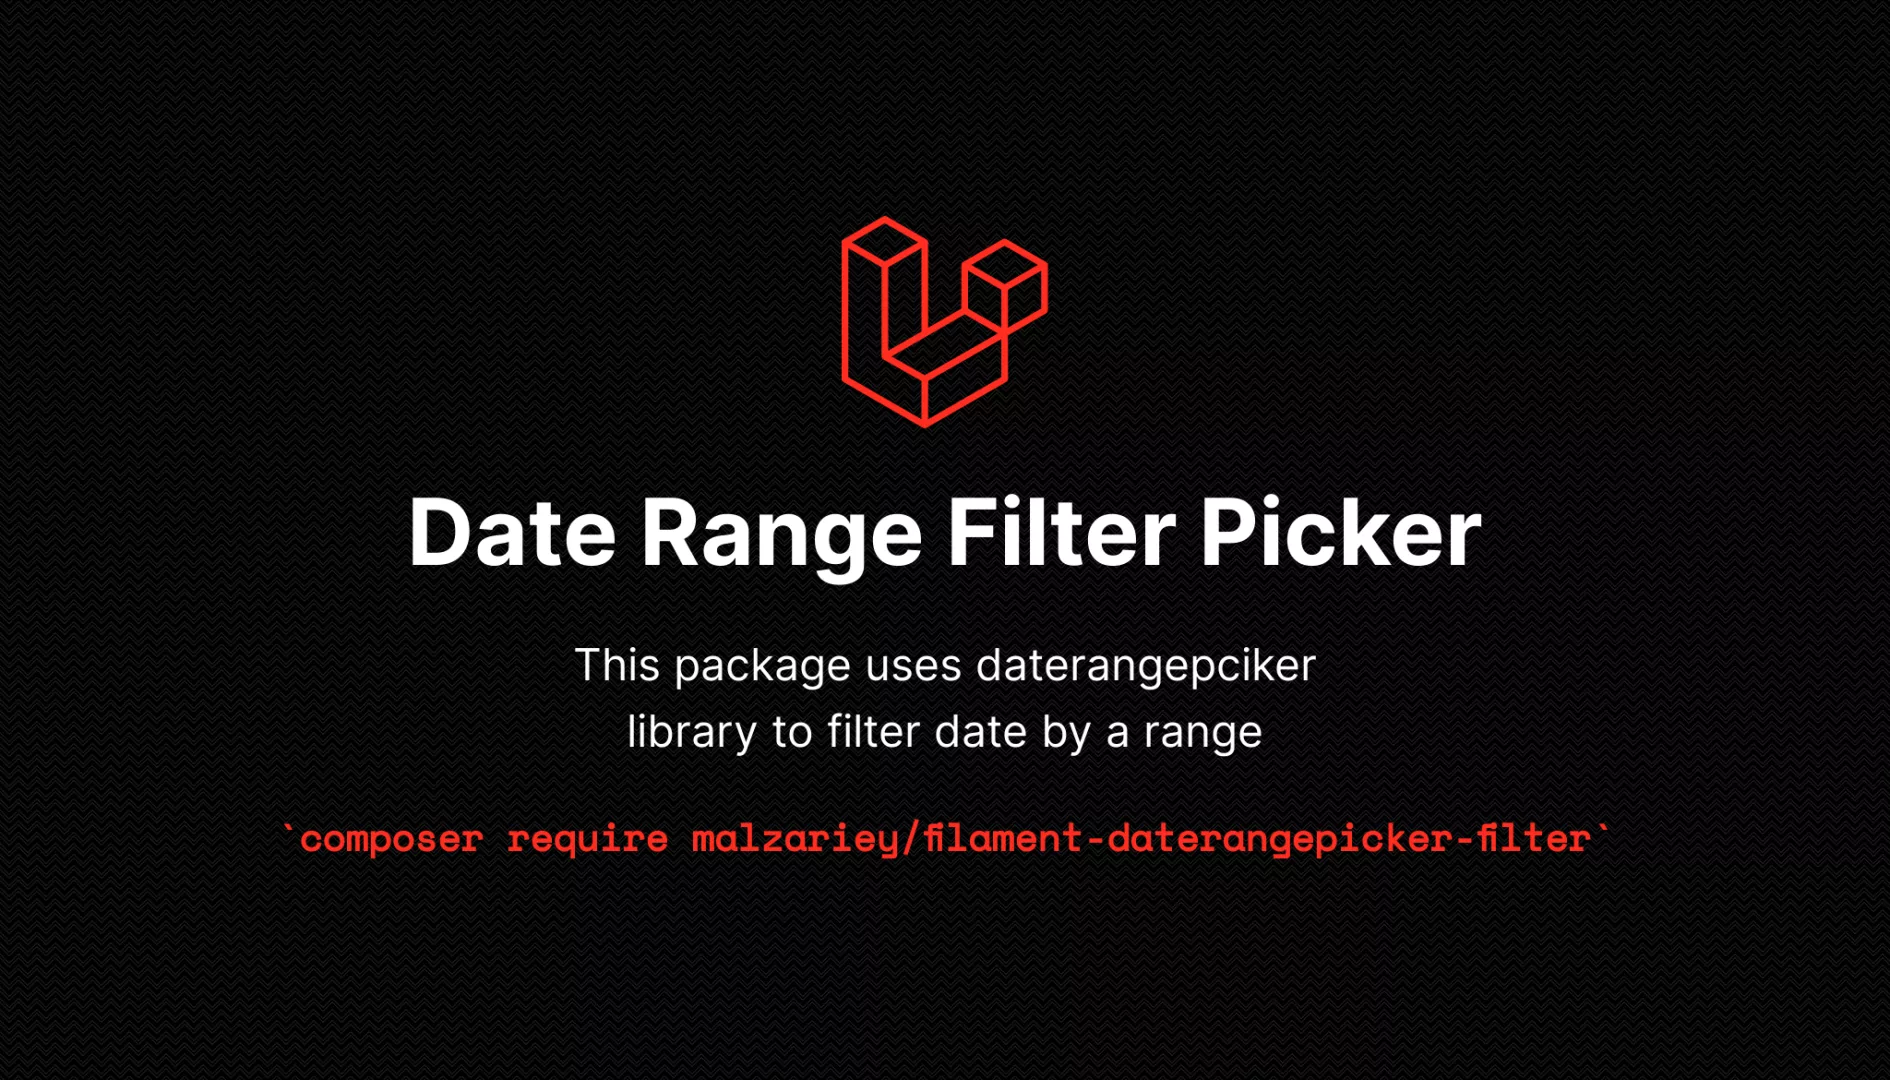 Date Range Filter Picker
This package uses daterangepciker
library to filter date by a range
`composer require malzariey/filament-daterangepicker-filter`